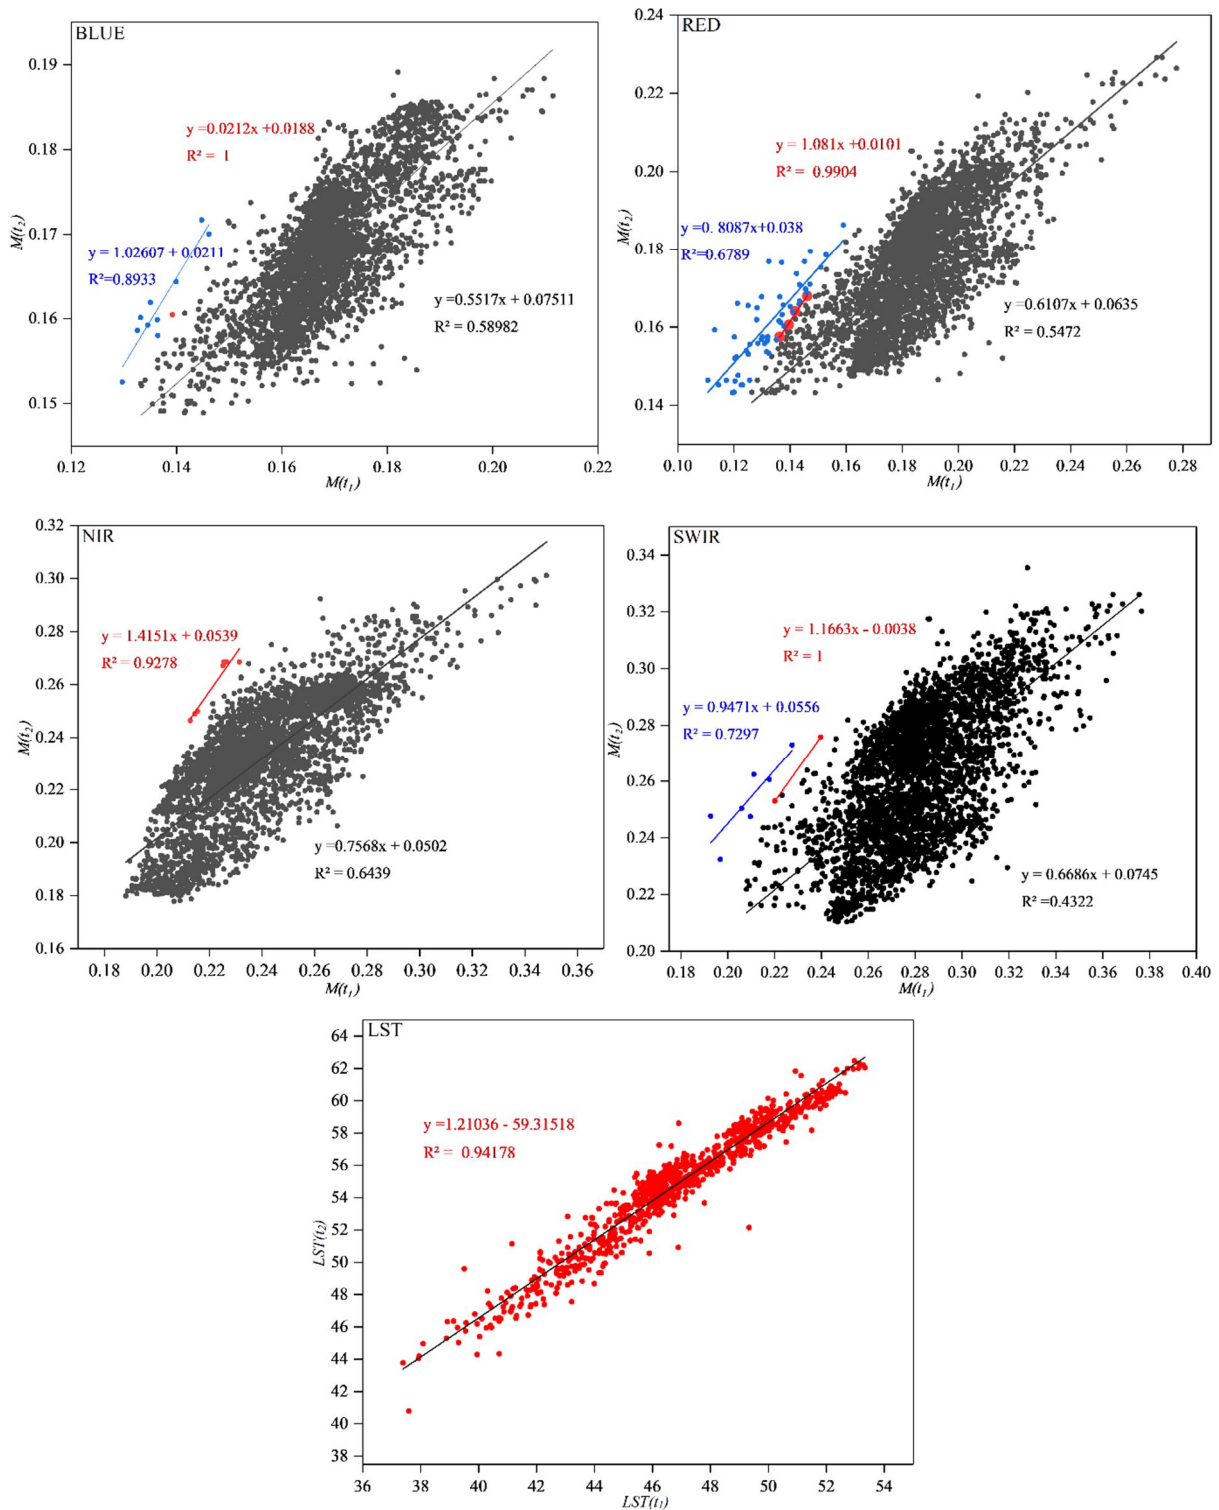 BLUE
0.19
0.18
0.17
0.16
0.15
M(t₂)
y =0.0212x +0.0188
R² = 1
y = 1.02607 + 0.0211
R²=0.8933
y=0.5517x + 0.07511
R² = 0.58982
0.12 0.14 0.16 0.18 0.20 0.22
M(t₁)
RED
0.24
0.22
0.20
0.18
0.16
0.14
M(t₂)
y = 1.081x +0.0101
R² = 0.9904
y=0. 8087x+0.038
R²=0.6789
y=0.6107x + 0.0635
R² = 0.5472
0.10 0.12 0.14 0.16 0.18 0.20 0.22 0.24 0.26 0.28
M(t₁)
NIR
0.32
0.30
0.28
0.26
0.24
0.22
0.20
0.18
0.16
M(t₂)
y = 1.4151x + 0.0539
R² = 0.9278
y=0.7568x + 0.0502
R² = 0.6439
0.18 0.20 0.22 0.24 0.26 0.28 0.30 0.32 0.34 0.36
M(t₁)
SWIR
0.34
0.32
0.30
0.28
0.26
0.24
0.22
0.20
M(t₂)
y = 1.1663x - 0.0038
R² = 1
y = 0.9471x + 0.0556
R² = 0.7297
y = 0.6686x + 0.0745
R² =0.4322
0.18 0.20 0.22 0.24 0.26 0.28 0.30 0.32 0.34 0.36 0.38 0.40
M(t₁)
LST
64
62
60
58
56
54
52
50
48
46
44
42
40
38
LST(t₂)
y =1.21036 - 59.31518
R² = 0.94178
36 38 40 42 44 46 48 50 52 54
LST(t₁)